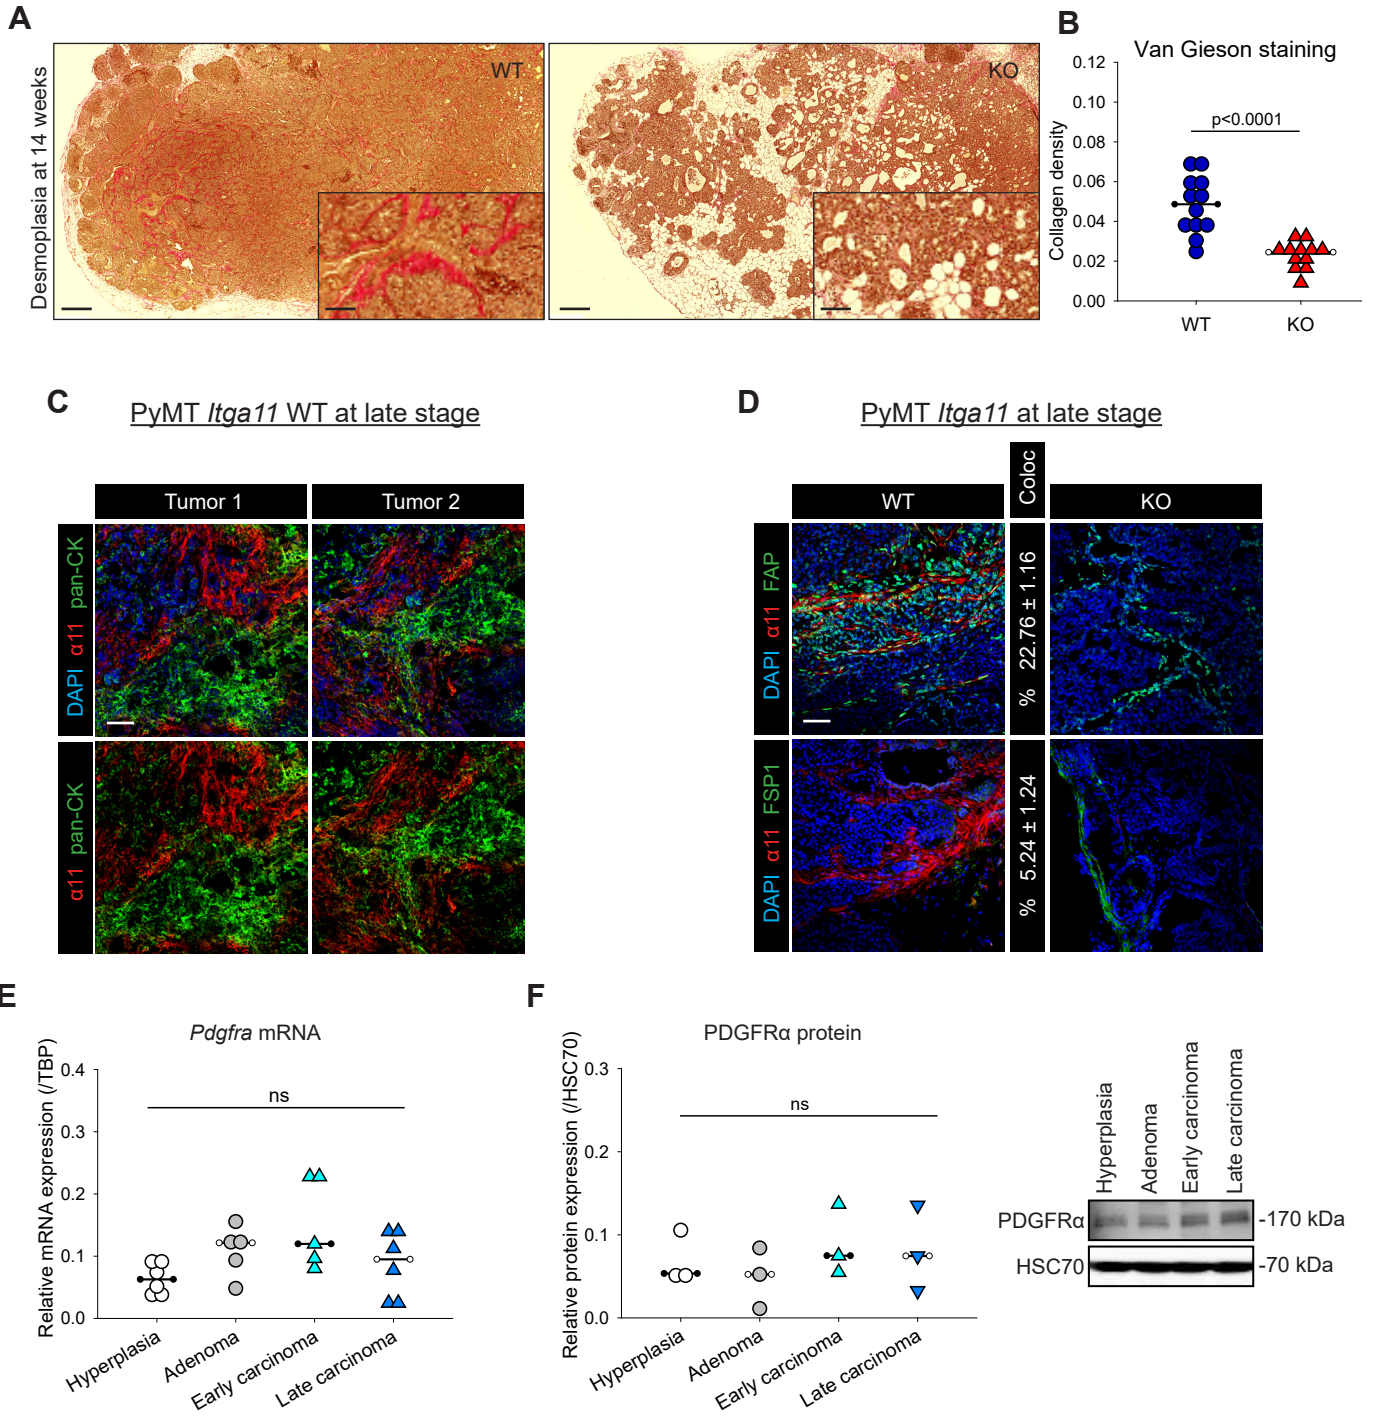 A
Desmoplasia at 14 weeks
WT
KO
B
Van Gieson staining
Collagen density
0.12
0.10
0.08
0.06
0.04
0.02
0.00
p<0.0001
WT
KO
C
PyMT Itga11 WT at late stage
Tumor 1
Tumor 2
DAPI α11 pan-CK
α11 pan-CK
D
PyMT Itga11 at late stage
WT
Coloc
KO
DAPI α11 FAP
% 22.76 ± 1.16
DAPI α11 FSP1
% 5.24 ± 1.24
E
Pdgfra mRNA
Relative mRNA expression (/TBP)
0.4
0.3
0.2
0.1
0.0
ns
Hyperplasia
Adenoma
Early carcinoma
Late carcinoma
F
PDGFRα protein
Relative protein expression (/HSC70)
0.3
0.2
0.1
0.0
ns
Hyperplasia
Adenoma
Early carcinoma
Late carcinoma
Hyperplasia
Adenoma
Early carcinoma
Late carcinoma
PDGFRα
-170 kDa
HSC70
-70 kDa